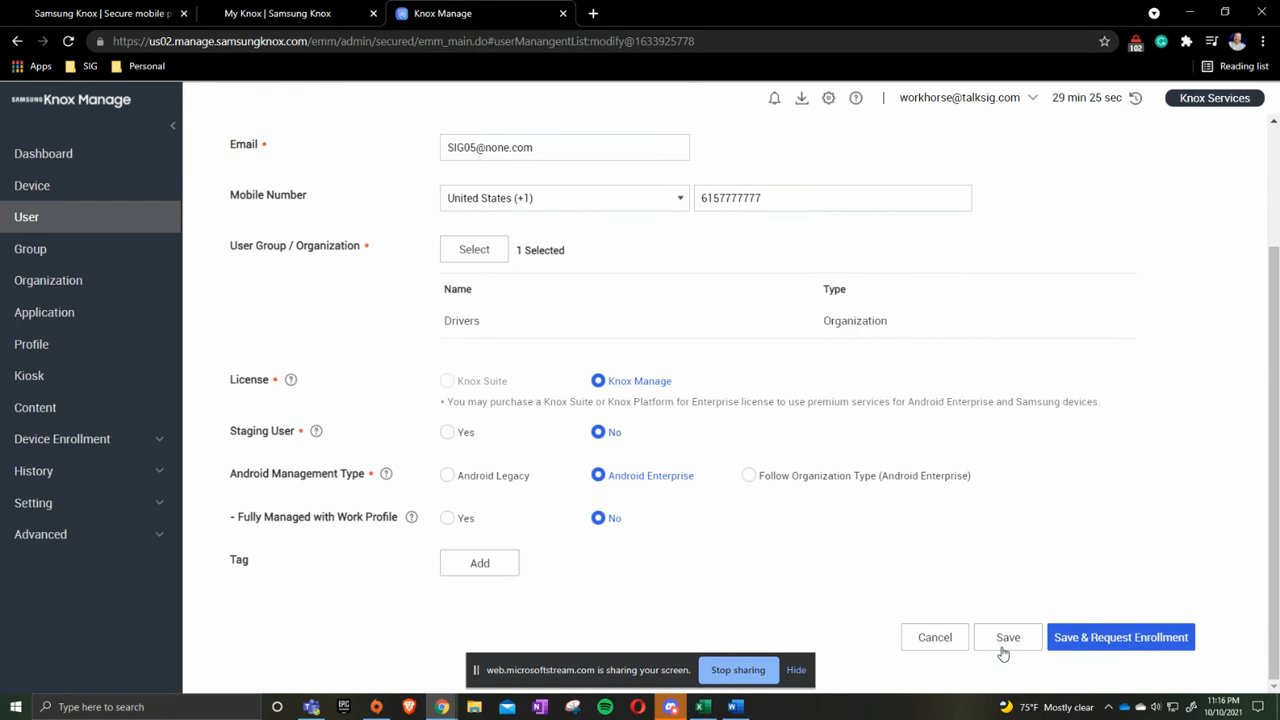 Samsung Knox | Secure mobile p
My Knox | Samsung Knox
Knox Manage
https://us02.manage.samsungknox.com/emm/admin/secured/emm_main.do#userManangentList:modify@1633925778
102
Apps
SIG
Personal
Reading list
SAMSUNG Knox Manage
workhorse@talksig.com
29 min 25 sec
Knox Services
Dashboard
Device
User
Group
Organization
Application
Profile
Kiosk
Content
Device Enrollment
History
Setting
Advanced
Email *
SIG05@none.com
Mobile Number
United States (+1)
6157777777
User Group / Organization *
Select
1 Selected
Name
Type
Drivers
Organization
License *
Knox Suite
Knox Manage
• You may purchase a Knox Suite or Knox Platform for Enterprise license to use premium services for Android Enterprise and Samsung devices.
Staging User *
Yes
No
Android Management Type *
Android Legacy
Android Enterprise
Follow Organization Type (Android Enterprise)
- Fully Managed with Work Profile
Yes
No
Tag
Add
Cancel
Save
Save & Request Enrollment
web.microsoftstream.com is sharing your screen.
Stop sharing
Hide
Type here to search
EPIC
75°F Mostly clear
11:16 PM
10/10/2021